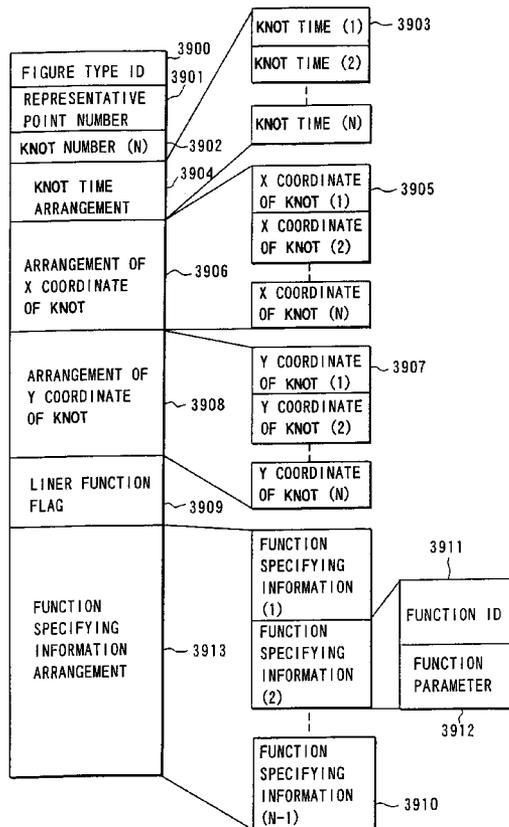 3900
FIGURE TYPE ID
3901
REPRESENTATIVE
POINT NUMBER
KNOT NUMBER (N)
3902
3904
KNOT TIME
ARRANGEMENT
ARRANGEMENT OF
X COORDINATE
OF KNOT
3906
ARRANGEMENT OF
Y COORDINATE
OF KNOT
3908
LINER FUNCTION
FLAG
3909
FUNCTION
SPECIFYING
INFORMATION
ARRANGEMENT
3913
KNOT TIME (1)
3903
KNOT TIME (2)
KNOT TIME (N)
X COORDINATE
OF KNOT (1)
3905
X COORDINATE
OF KNOT (2)
X COORDINATE
OF KNOT (N)
Y COORDINATE
OF KNOT (1)
3907
Y COORDINATE
OF KNOT (2)
Y COORDINATE
OF KNOT (N)
FUNCTION
SPECIFYING
INFORMATION
(1)
FUNCTION
SPECIFYING
INFORMATION
(2)
FUNCTION
SPECIFYING
INFORMATION
(N-1)
3910
3911
FUNCTION ID
FUNCTION
PARAMETER
3912